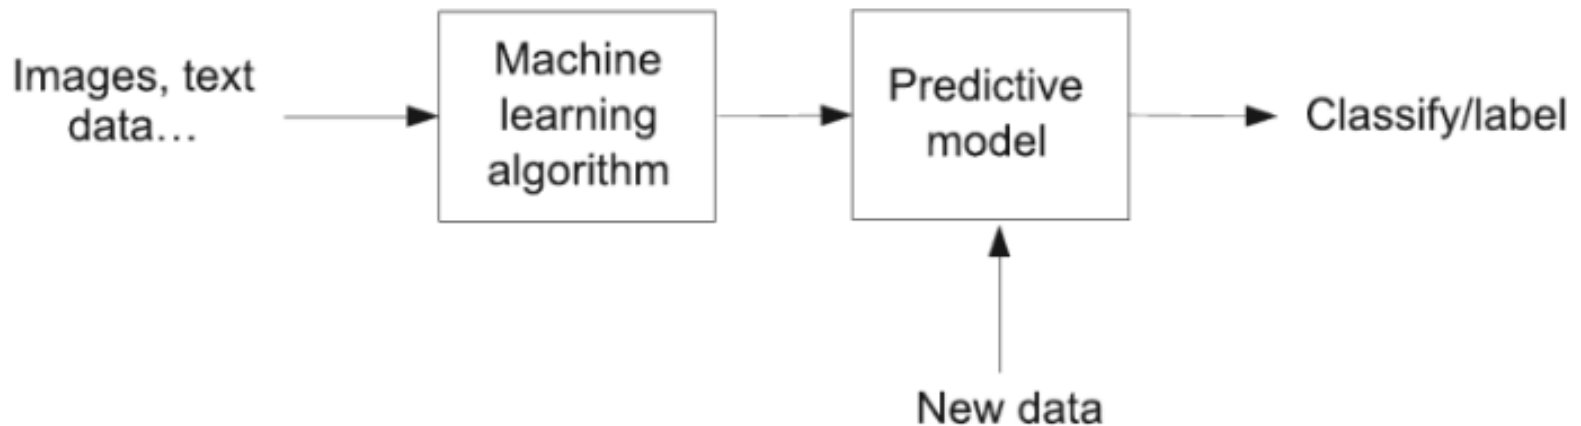 Images, text
data…
Machine
learning
algorithm
Predictive
model
Classify/label
New data